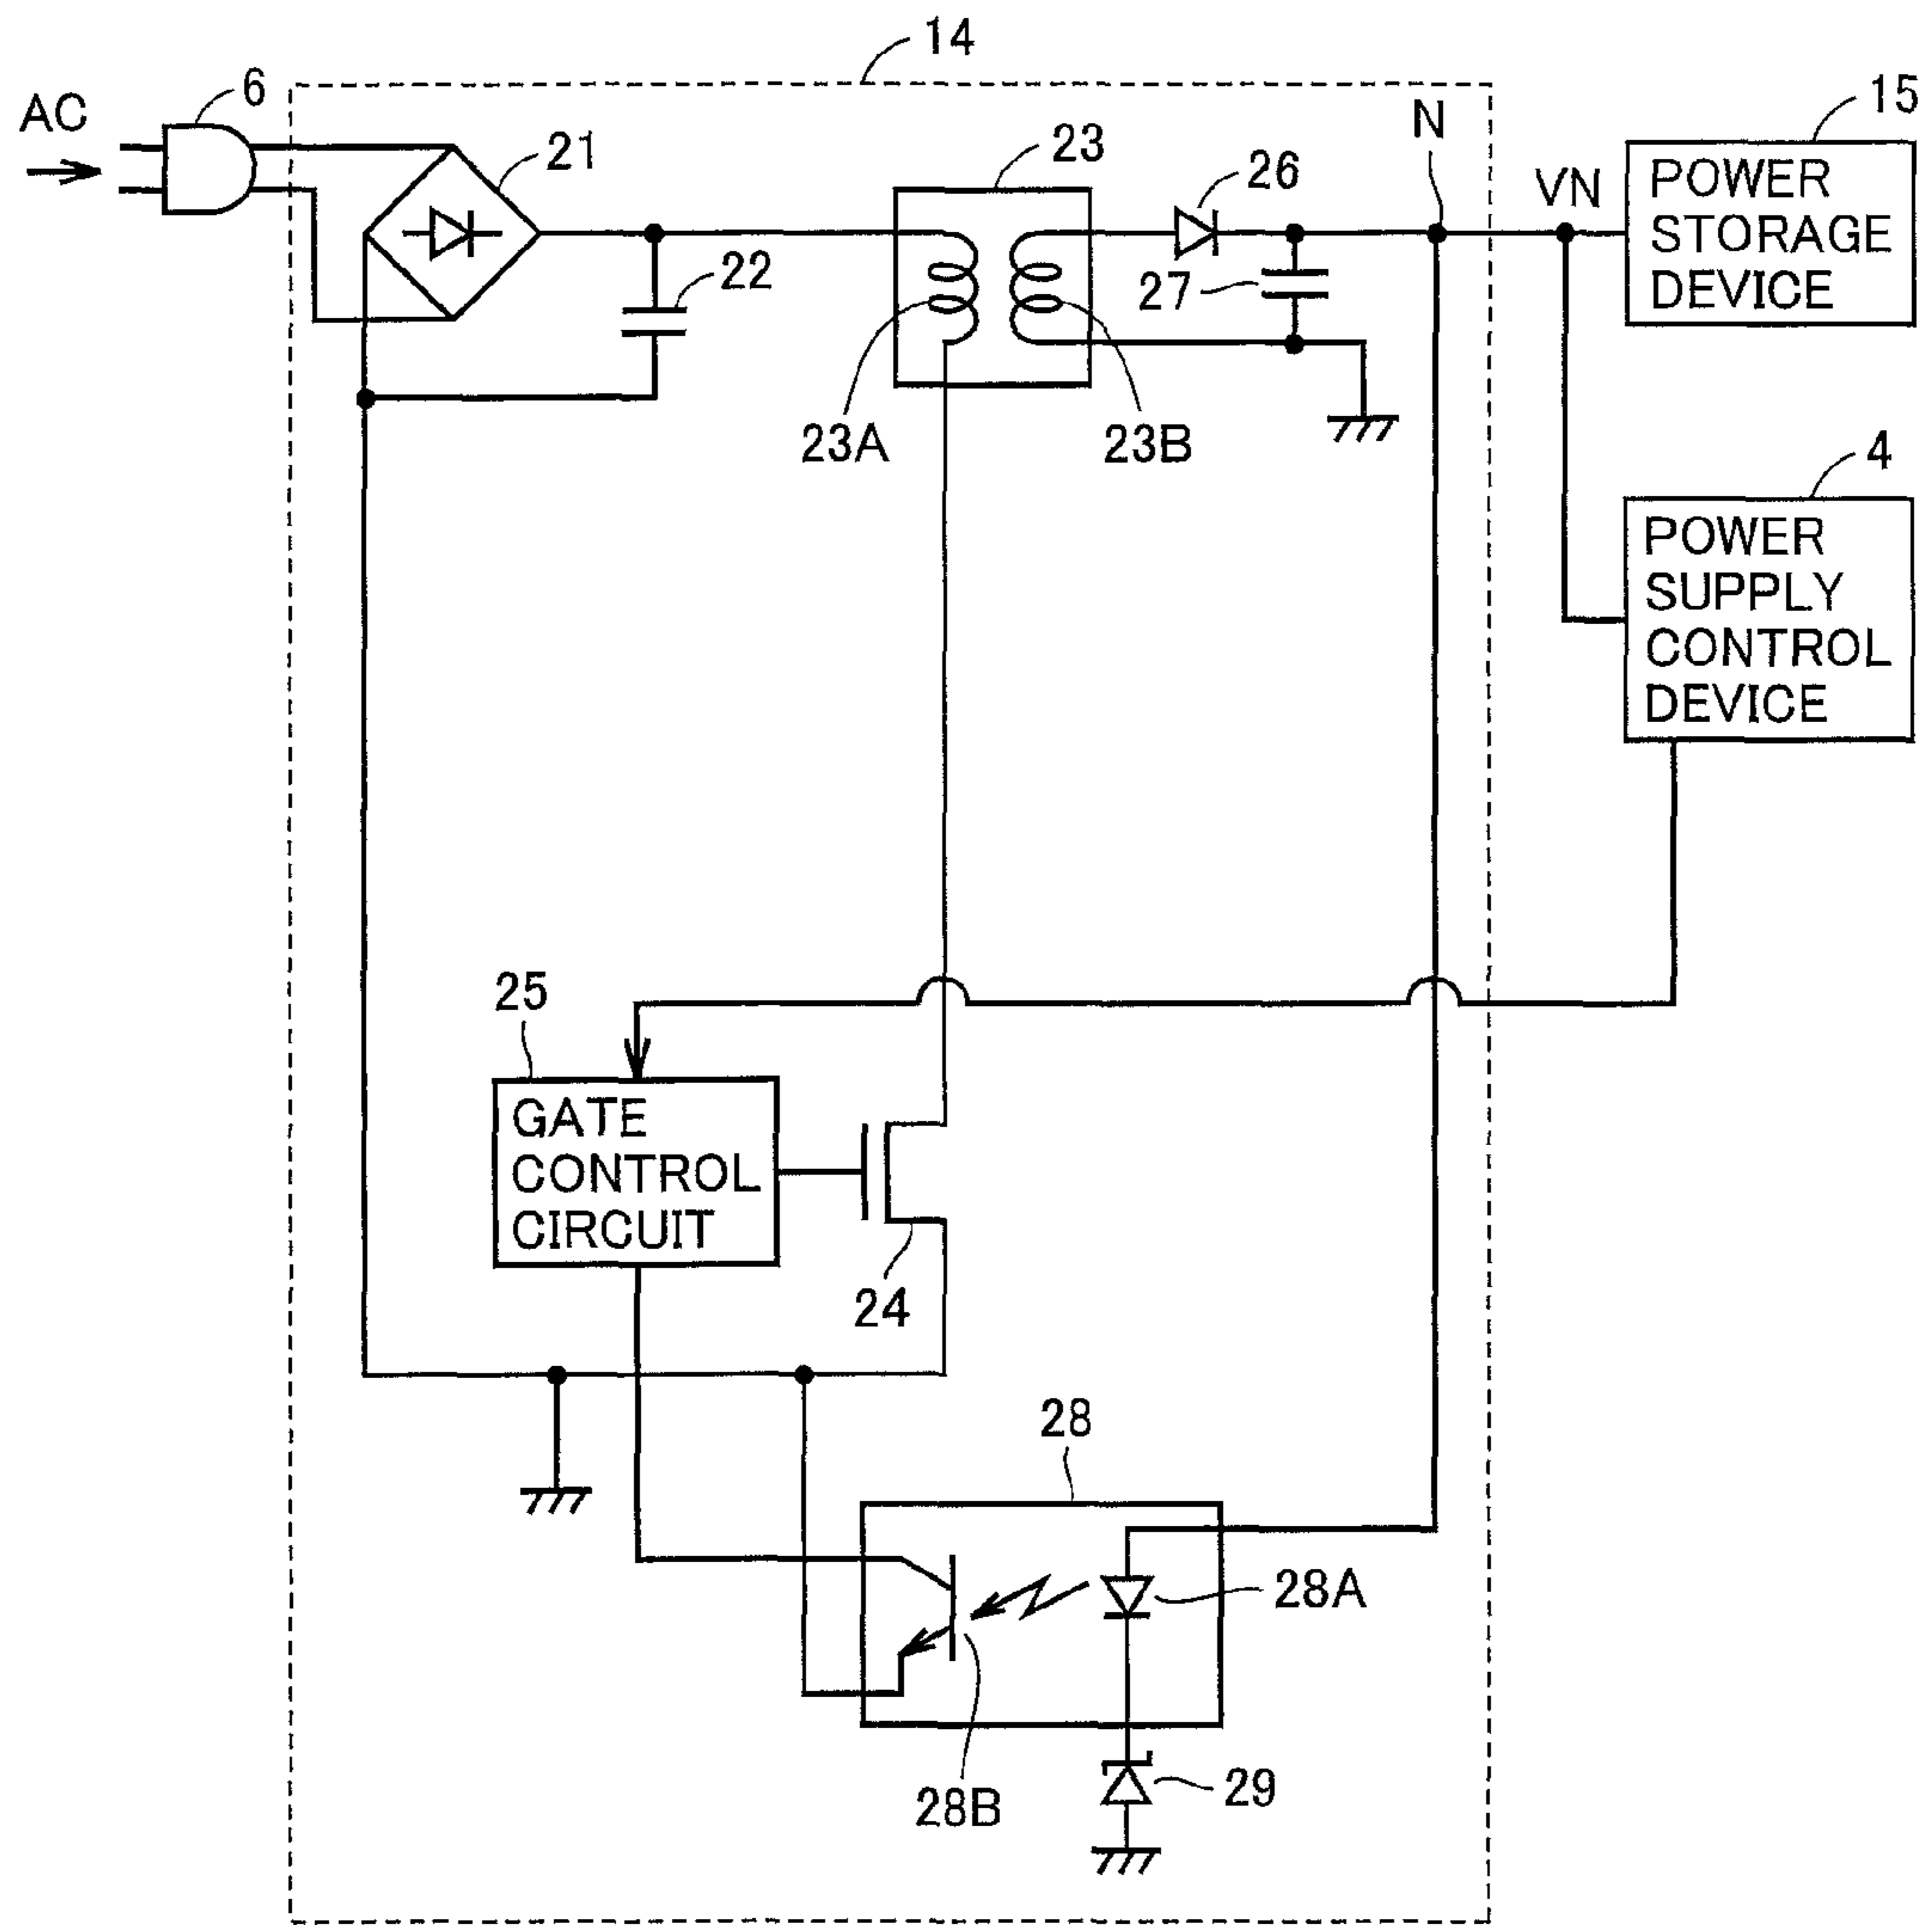 14
6
AC
15
N
21
23
26
VN
POWER
STORAGE
DEVICE
22
27
23A
23B
4
POWER
SUPPLY
CONTROL
DEVICE
25
GATE
CONTROL
CIRCUIT
24
28
28A
29
28B